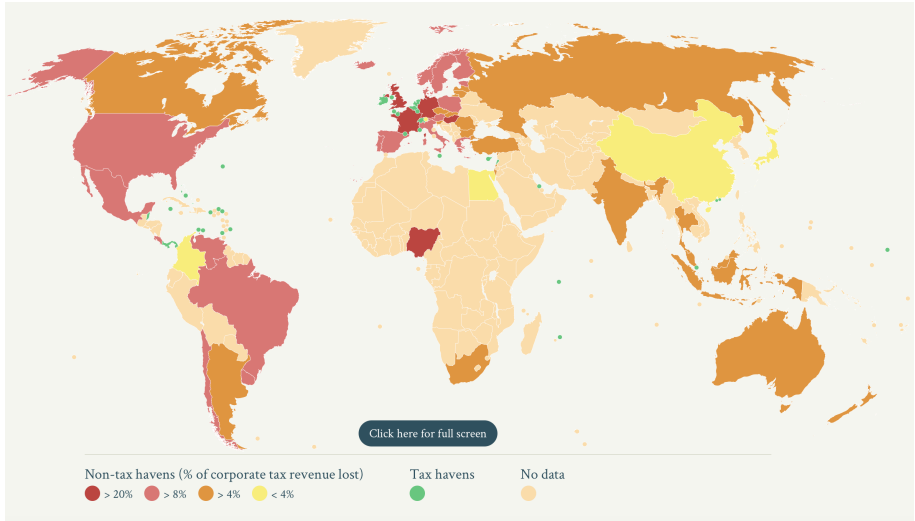 Click here for full screen
Non-tax havens (% of corporate tax revenue lost)
> 20%
> 8%
> 4%
< 4%
Tax havens
No data